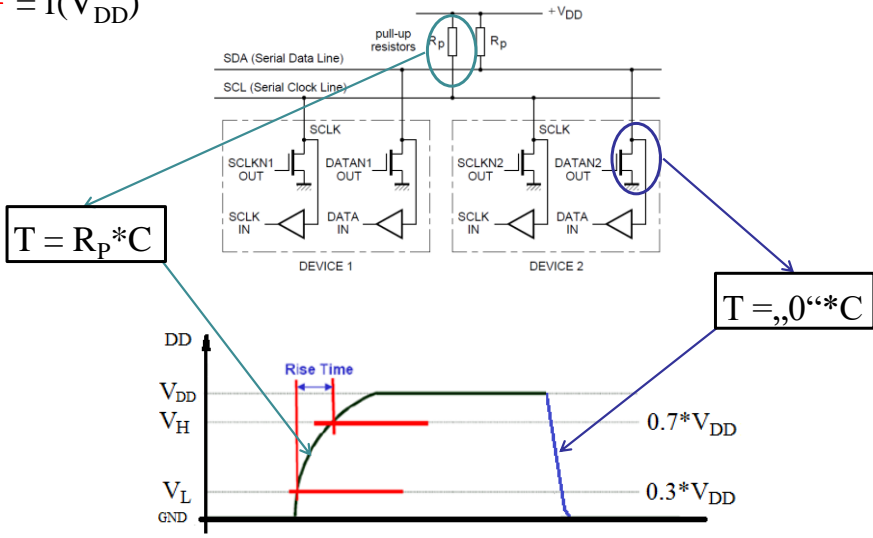 = f(V_DD)
+V_DD
pull-up
resistors
R_p
R_p
SDA (Serial Data Line)
SCL (Serial Clock Line)
SCLK
SCLK
SCLKN1
OUT
DATAN1
OUT
SCLKN2
OUT
DATAN2
OUT
SCLK
IN
DATA
IN
SCLK
IN
DATA
IN
DEVICE 1
DEVICE 2
T = R_P*C
T =„0“*C
DD
Rise Time
V_DD
V_H
0.7*V_DD
V_L
0.3*V_DD
GND